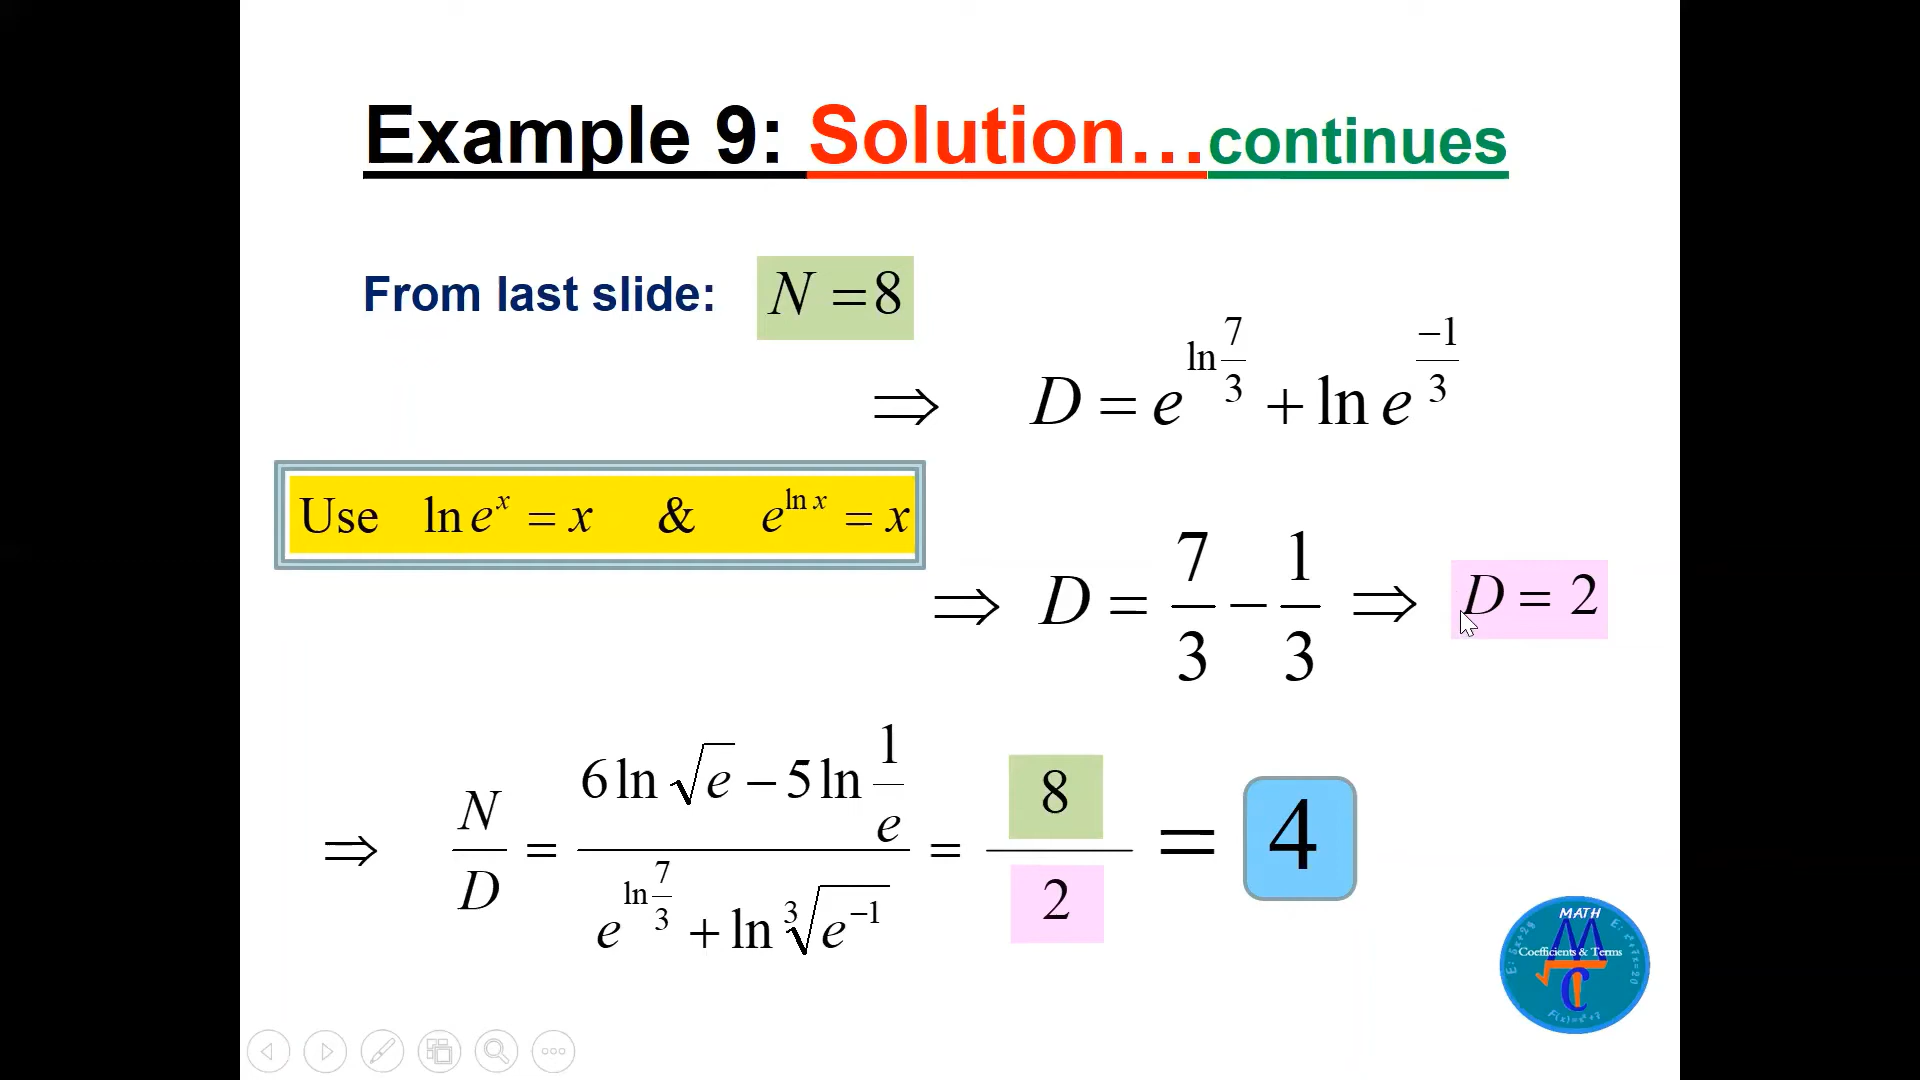 Example 9: Solution…continues
From last slide: N = 8
⇒ D = e^{ln 7/3} + ln e^{-1/3}
Use ln e^x = x & e^{ln x} = x
⇒ D = 7/3 − 1/3 ⇒ D = 2
⇒ N/D = (6 ln √e − 5 ln 1/e) / (e^{ln 7/3} + ln ∛(e^{−1})) = 8/2 = 4
MATH
Coefficients & Terms